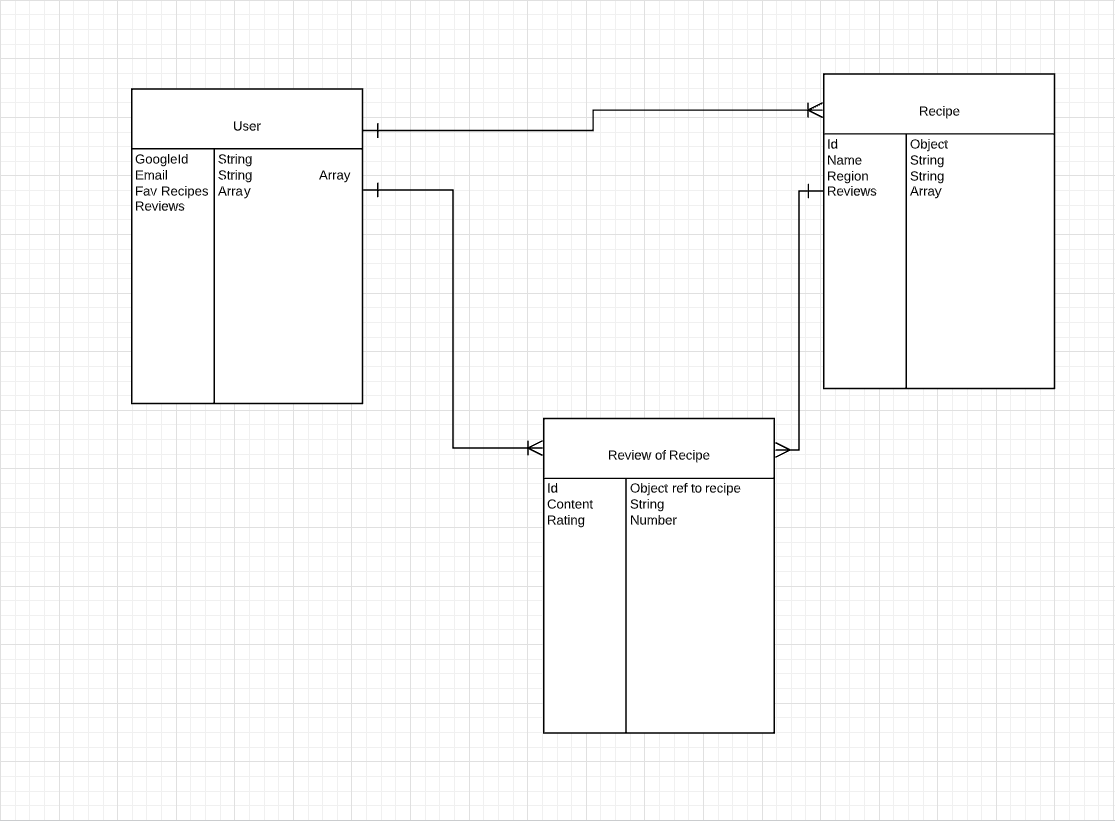 User
GoogleId String
Email String Array
Fav Recipes Array
Reviews
Recipe
Id Object
Name String
Region String
Reviews Array
Review of Recipe
Id Object ref to recipe
Content String
Rating Number